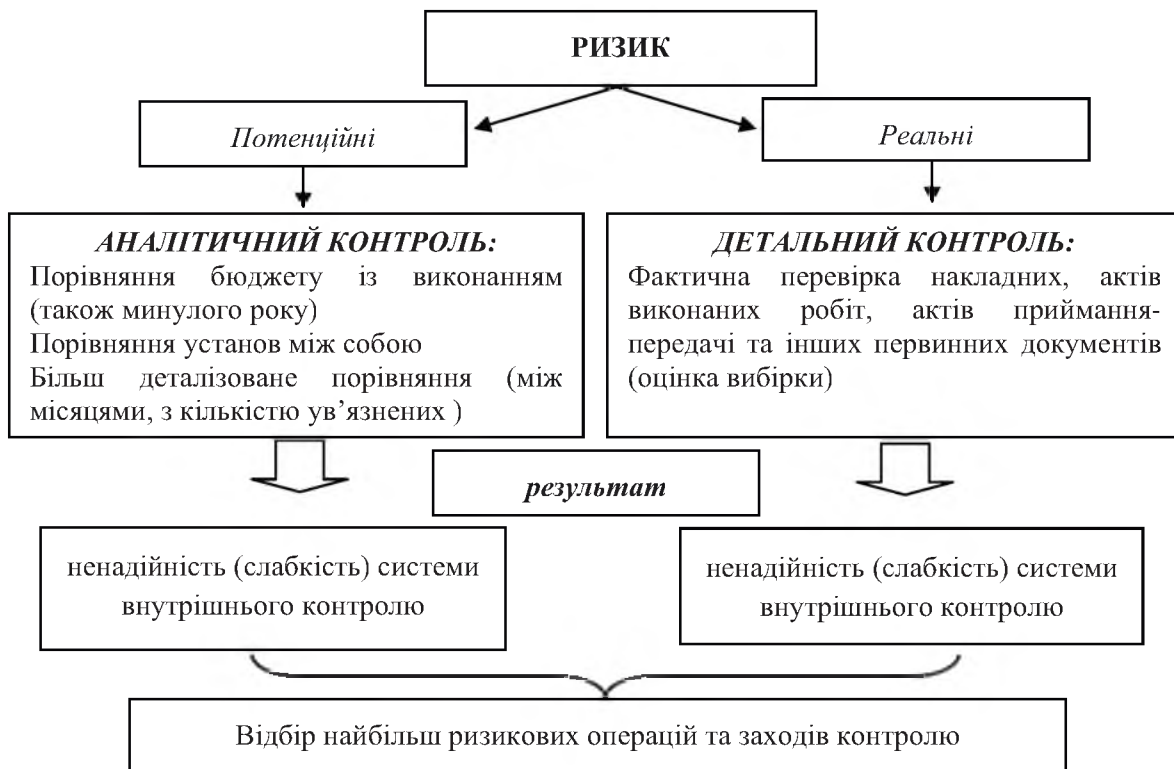 РИЗИК
Потенційні
Реальні
АНАЛІТИЧНИЙ КОНТРОЛЬ:
Порівняння бюджету із виконанням
(також минулого року)
Порівняння установ між собою
Більш деталізоване порівняння (між
місяцями, з кількістю ув’язнених )
ДЕТАЛЬНИЙ КОНТРОЛЬ:
Фактична перевірка накладних, актів
виконаних робіт, актів приймання-
передачі та інших первинних документів
(оцінка вибірки)
результат
ненадійність (слабкість) системи
внутрішнього контролю
ненадійність (слабкість) системи
внутрішнього контролю
Відбір найбільш ризикових операцій та заходів контролю